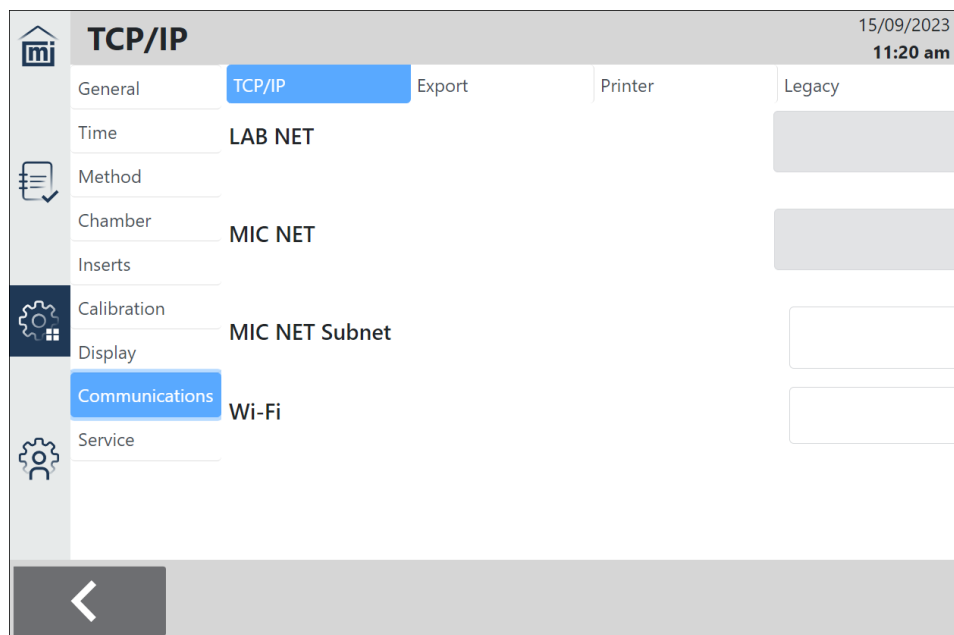 mi
TCP/IP
15/09/2023
11:20 am
General
Time
Method
Chamber
Inserts
Calibration
Display
Communications
Service
TCP/IP
Export
Printer
Legacy
LAB NET
MIC NET
MIC NET Subnet
Wi-Fi